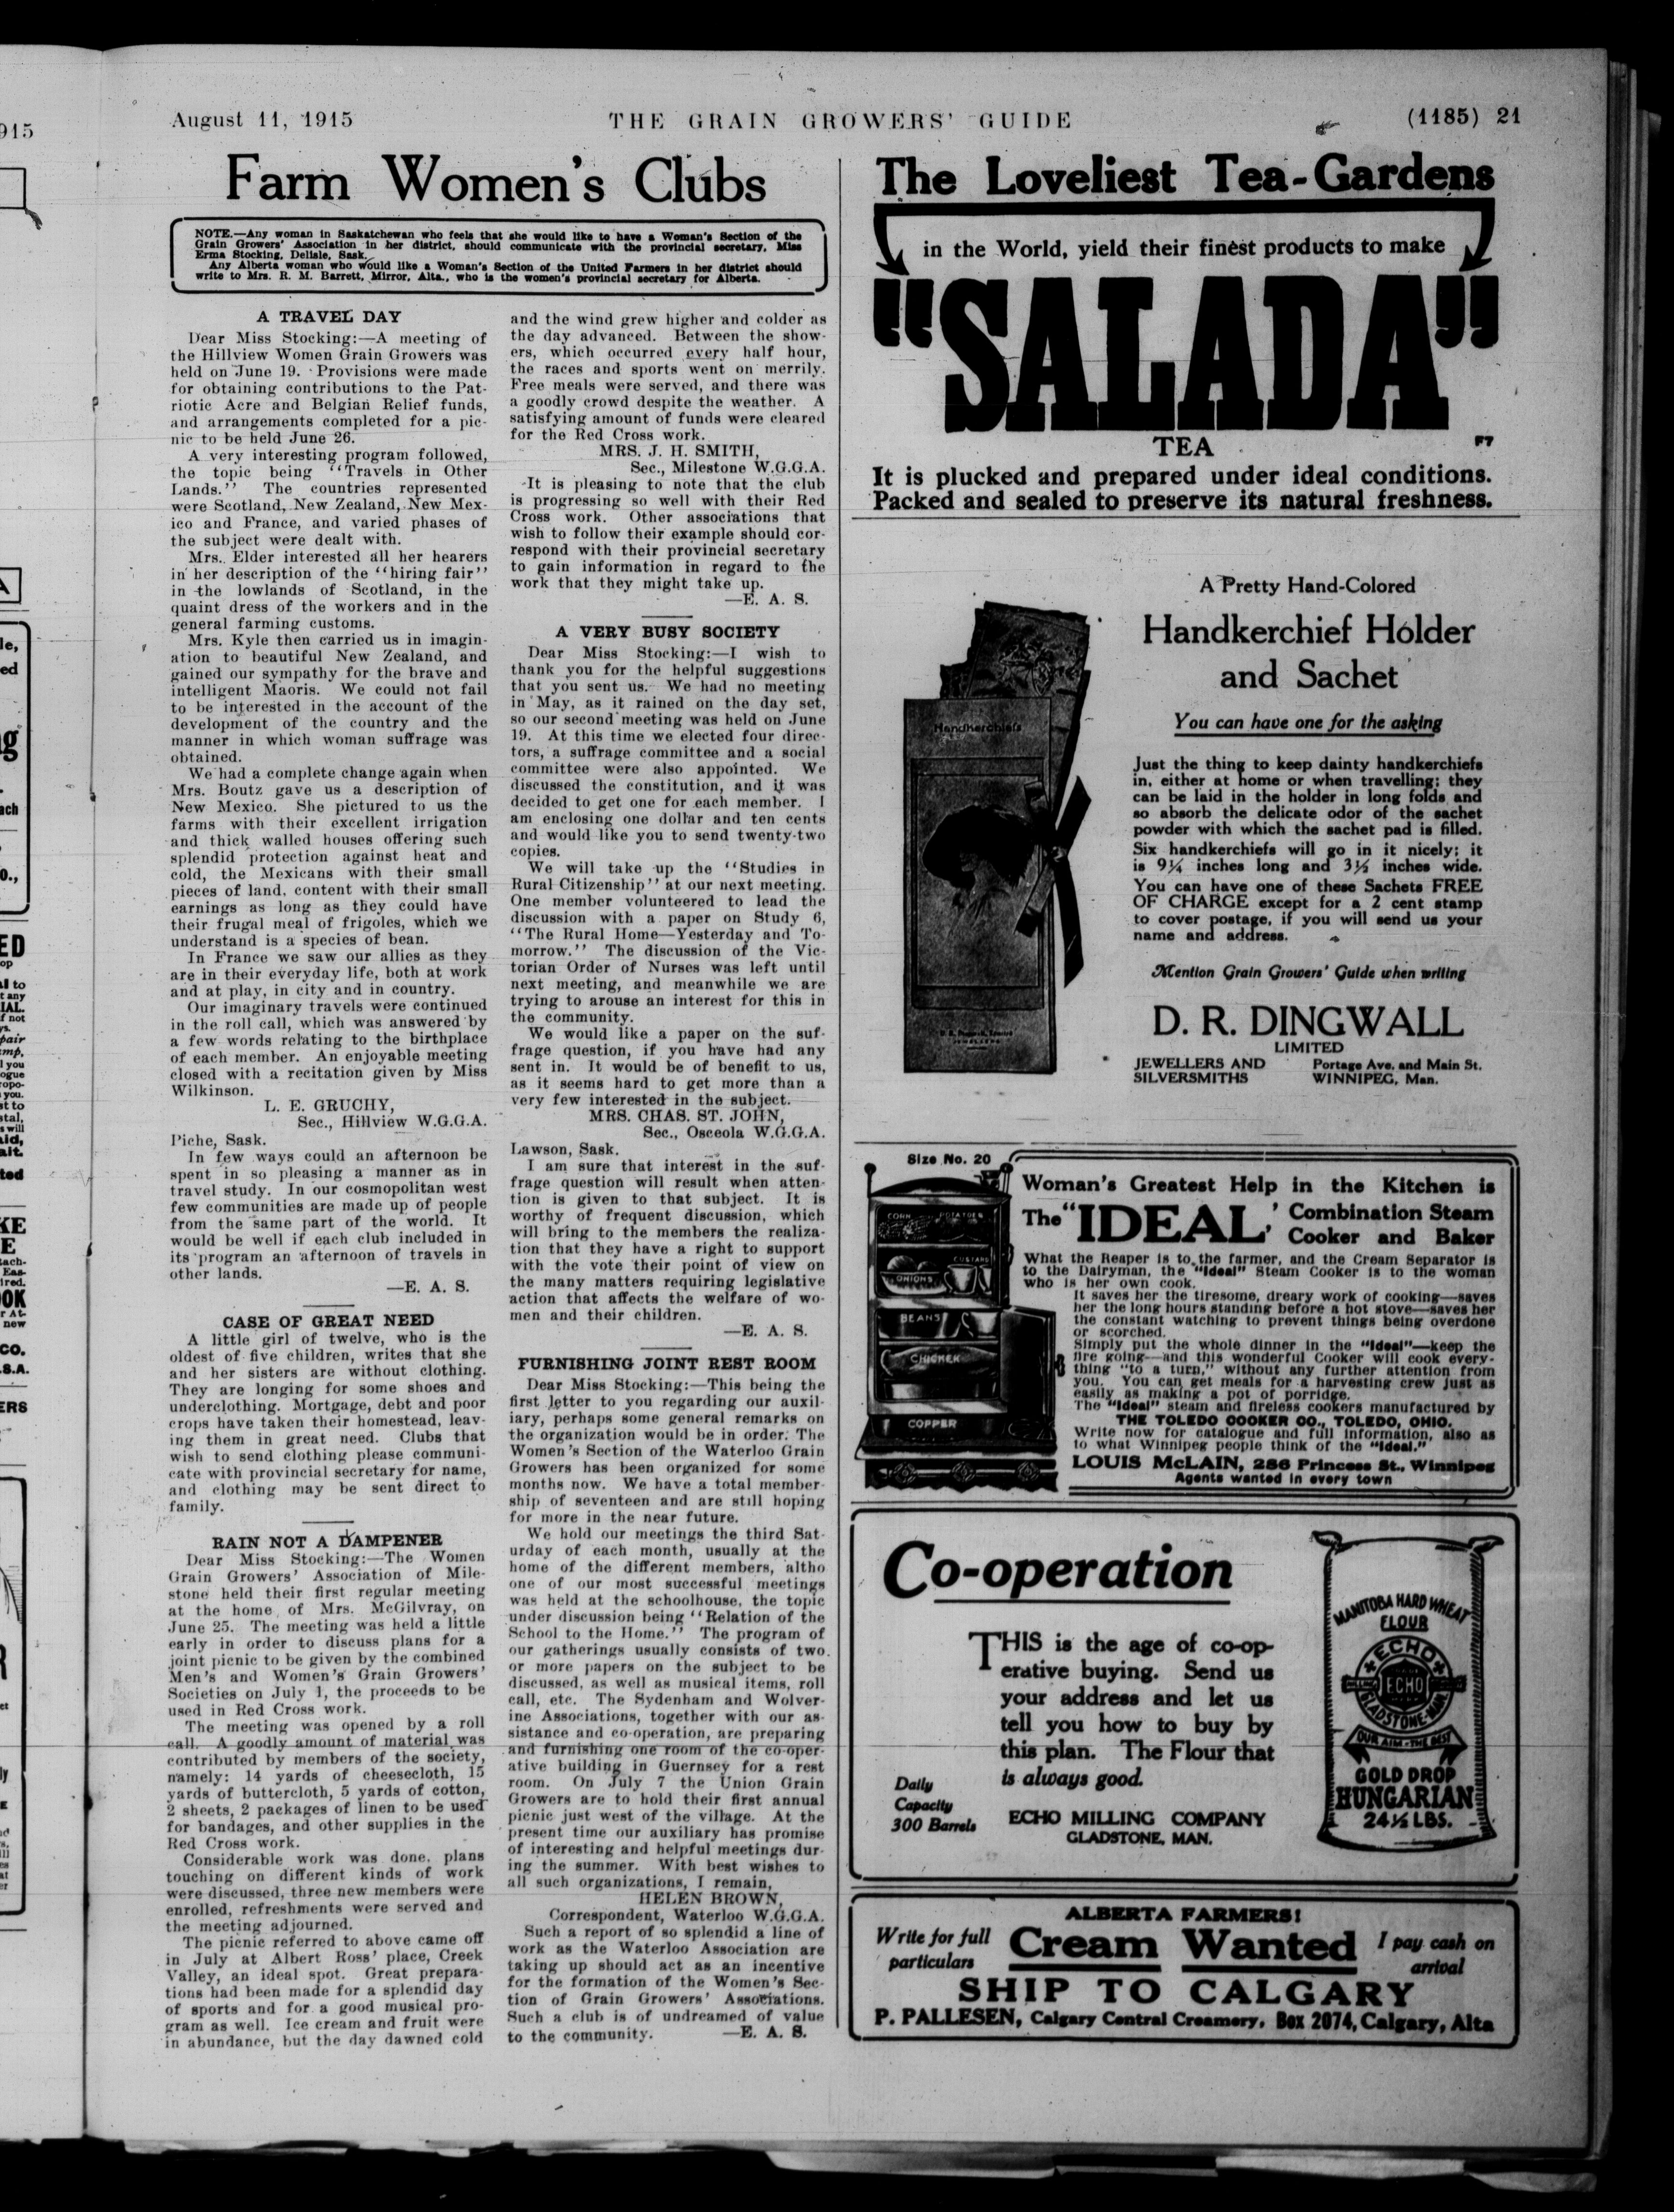 August 11, 1915
THE GRAIN GROWERS' GUIDE
(1185) 21
Farm Women's Clubs
NOTE.—Any woman in Saskatchewan who feels that she would like to have a Woman's Section of the
Grain Growers' Association in her district, should communicate with the provincial secretary, Miss
Erma Stocking, Delisle, Sask.
Any Alberta woman who would like a Woman's Section of the United Farmers in her district should
write to Mrs. R. M. Barrett, Mirror, Alta., who is the women's provincial secretary for Alberta.
A TRAVEL DAY
Dear Miss Stocking:—A meeting of
the Hillview Women Grain Growers was
held on June 19. Provisions were made
for obtaining contributions to the Pat-
riotic Acre and Belgian Relief funds,
and arrangements completed for a pic-
nic to be held June 26.
A very interesting program followed,
the topic being "Travels in Other
Lands." The countries represented
were Scotland, New Zealand, New Mex-
ico and France, and varied phases of
the subject were dealt with.
Mrs. Elder interested all her hearers
in her description of the "hiring fair"
in the lowlands of Scotland, in the
quaint dress of the workers and in the
general farming customs.
Mrs. Kyle then carried us in imagin-
ation to beautiful New Zealand, and
gained our sympathy for the brave and
intelligent Maoris. We could not fail
to be interested in the account of the
development of the country and the
manner in which woman suffrage was
obtained.
We had a complete change again when
Mrs. Boutz gave us a description of
New Mexico. She pictured to us the
farms with their excellent irrigation
and thick walled houses offering such
splendid protection against heat and
cold, the Mexicans with their small
pieces of land, content with their small
earnings as long as they could have
their frugal meal of frigoles, which we
understand is a species of bean.
In France we saw our allies as they
are in their everyday life, both at work
and at play, in city and in country.
Our imaginary travels were continued
in the roll call, which was answered by
a few words relating to the birthplace
of each member. An enjoyable meeting
closed with a recitation given by Miss
Wilkinson.
L. E. GRUCHY,
Sec., Hillview W.G.G.A.
Piche, Sask.
In few ways could an afternoon be
spent in so pleasing a manner as in
travel study. In our cosmopolitan west
few communities are made up of people
from the same part of the world. It
would be well if each club included in
its program an afternoon of travels in
other lands.
—E. A. S.
CASE OF GREAT NEED
A little girl of twelve, who is the
oldest of five children, writes that she
and her sisters are without clothing.
They are longing for some shoes and
underclothing. Mortgage, debt and poor
crops have taken their homestead, leav-
ing them in great need. Clubs that
wish to send clothing please communi-
cate with provincial secretary for name,
and clothing may be sent direct to
family.
RAIN NOT A DAMPENER
Dear Miss Stocking:—The Women
Grain Growers' Association of Mile-
stone held their first regular meeting
at the home of Mrs. McGilvray, on
June 25. The meeting was held a little
early in order to discuss plans for a
joint picnic to be given by the combined
Men's and Women's Grain Growers'
Societies on July 1, the proceeds to be
used in Red Cross work.
The meeting was opened by a roll
call. A goodly amount of material was
contributed by members of the society,
namely: 14 yards of cheesecloth, 15
yards of buttercloth, 5 yards of cotton,
2 sheets, 2 packages of linen to be used
for bandages, and other supplies in the
Red Cross work.
Considerable work was done. plans
touching on different kinds of work
were discussed, three new members were
enrolled, refreshments were served and
the meeting adjourned.
The picnic referred to above came off
in July at Albert Ross' place, Creek
Valley, an ideal spot. Great prepara-
tions had been made for a splendid day
of sports and for a good musical pro-
gram as well. Ice cream and fruit were
in abundance, but the day dawned cold
and the wind grew higher and colder as
the day advanced. Between the show-
ers, which occurred every half hour,
the races and sports went on merrily.
Free meals were served, and there was
a goodly crowd despite the weather. A
satisfying amount of funds were cleared
for the Red Cross work.
MRS. J. H. SMITH,
Sec., Milestone W.G.G.A.
It is pleasing to note that the club
is progressing so well with their Red
Cross work. Other associations that
wish to follow their example should cor-
respond with their provincial secretary
to gain information in regard to the
work that they might take up.
—E. A. S.
A VERY BUSY SOCIETY
Dear Miss Stocking:—I wish to
thank you for the helpful suggestions
that you sent us. We had no meeting
in May, as it rained on the day set,
so our second meeting was held on June
19. At this time we elected four direc-
tors, a suffrage committee and a social
committee were also appointed. We
discussed the constitution, and it was
decided to get one for each member. I
am enclosing one dollar and ten cents
and would like you to send twenty-two
copies.
We will take up the "Studies in
Rural Citizenship" at our next meeting.
One member volunteered to lead the
discussion with a paper on Study 6,
"The Rural Home—Yesterday and To-
morrow." The discussion of the Vic-
torian Order of Nurses was left until
next meeting, and meanwhile we are
trying to arouse an interest for this in
the community.
We would like a paper on the suf-
frage question, if you have had any
sent in. It would be of benefit to us,
as it seems hard to get more than a
very few interested in the subject.
MRS. CHAS. ST. JOHN,
Sec., Osceola W.G.G.A.
Lawson, Sask.
I am sure that interest in the suf-
frage question will result when atten-
tion is given to that subject. It is
worthy of frequent discussion, which
will bring to the members the realiza-
tion that they have a right to support
with the vote their point of view on
the many matters requiring legislative
action that affects the welfare of wo-
men and their children.
—E. A. S.
FURNISHING JOINT REST ROOM
Dear Miss Stocking:—This being the
first letter to you regarding our auxil-
iary, perhaps some general remarks on
the organization would be in order. The
Women's Section of the Waterloo Grain
Growers has been organized for some
months now. We have a total member-
ship of seventeen and are still hoping
for more in the near future.
We hold our meetings the third Sat-
urday of each month, usually at the
home of the different members, altho
one of our most successful meetings
was held at the schoolhouse, the topic
under discussion being "Relation of the
School to the Home." The program of
our gatherings usually consists of two
or more papers on the subject to be
discussed, as well as musical items, roll
call, etc. The Sydenham and Wolver-
ine Associations, together with our as-
sistance and co-operation, are preparing
and furnishing one room of the co-oper-
ative building in Guernsey for a rest
room. On July 7 the Union Grain
Growers are to hold their first annual
picnic just west of the village. At the
present time our auxiliary has promise
of interesting and helpful meetings dur-
ing the summer. With best wishes to
all such organizations, I remain,
HELEN BROWN,
Correspondent, Waterloo W.G.G.A.
Such a report of so splendid a line of
work as the Waterloo Association are
taking up should act as an incentive
for the formation of the Women's Sec-
tion of Grain Growers' Associations.
Such a club is of undreamed of value
to the community. —E. A. S.
The Loveliest Tea-Gardens
in the World, yield their finest products to make
"SALADA"
TEA
F7
It is plucked and prepared under ideal conditions.
Packed and sealed to preserve its natural freshness.
Handkerchiefs
A Pretty Hand-Colored
Handkerchief Holder
and Sachet
You can have one for the asking
Just the thing to keep dainty handkerchiefs
in, either at home or when travelling; they
can be laid in the holder in long folds and
so absorb the delicate odor of the sachet
powder with which the sachet pad is filled.
Six handkerchiefs will go in it nicely; it
is 9¼ inches long and 3½ inches wide.
You can have one of these Sachets FREE
OF CHARGE except for a 2 cent stamp
to cover postage, if you will send us your
name and address.
Mention Grain Growers' Guide when writing
D. R. DINGWALL
LIMITED
JEWELLERS AND Portage Ave. and Main St.
SILVERSMITHS WINNIPEG, Man.
Size No. 20
CORN POTATOES
CUSTARD
ONIONS
BEANS
CHICKEN
COPPER
Woman's Greatest Help in the Kitchen is
The "IDEAL" Combination Steam
Cooker and Baker
What the Reaper is to the farmer, and the Cream Separator is
to the Dairyman, the "Ideal" Steam Cooker is to the woman
who is her own cook.
It saves her the tiresome, dreary work of cooking—saves
her the long hours standing before a hot stove—saves her
the constant watching to prevent things being overdone
or scorched.
Simply put the whole dinner in the "Ideal"—keep the
fire going—and this wonderful Cooker will cook every-
thing "to a turn," without any further attention from
you. You can get meals for a harvesting crew just as
easily as making a pot of porridge.
The "Ideal" steam and fireless cookers manufactured by
THE TOLEDO COOKER CO., TOLEDO, OHIO.
Write now for catalogue and full information, also as
to what Winnipeg people think of the "Ideal."
LOUIS McLAIN, 286 Princess St., Winnipeg
Agents wanted in every town
Co-operation
THIS is the age of co-op-
erative buying. Send us
your address and let us
tell you how to buy by
this plan. The Flour that
is always good.
Daily
Capacity
300 Barrels
ECHO MILLING COMPANY
GLADSTONE, MAN.
MANITOBA HARD WHEAT
FLOUR
ECHO
ECHO
GLADSTONE, MAN.
OUR AIM - THE BEST
GOLD DROP
HUNGARIAN
24½ LBS.
ALBERTA FARMERS!
Write for full
particulars
Cream Wanted
I pay cash on
arrival
SHIP TO CALGARY
P. PALLESEN, Calgary Central Creamery, Box 2074, Calgary, Alta